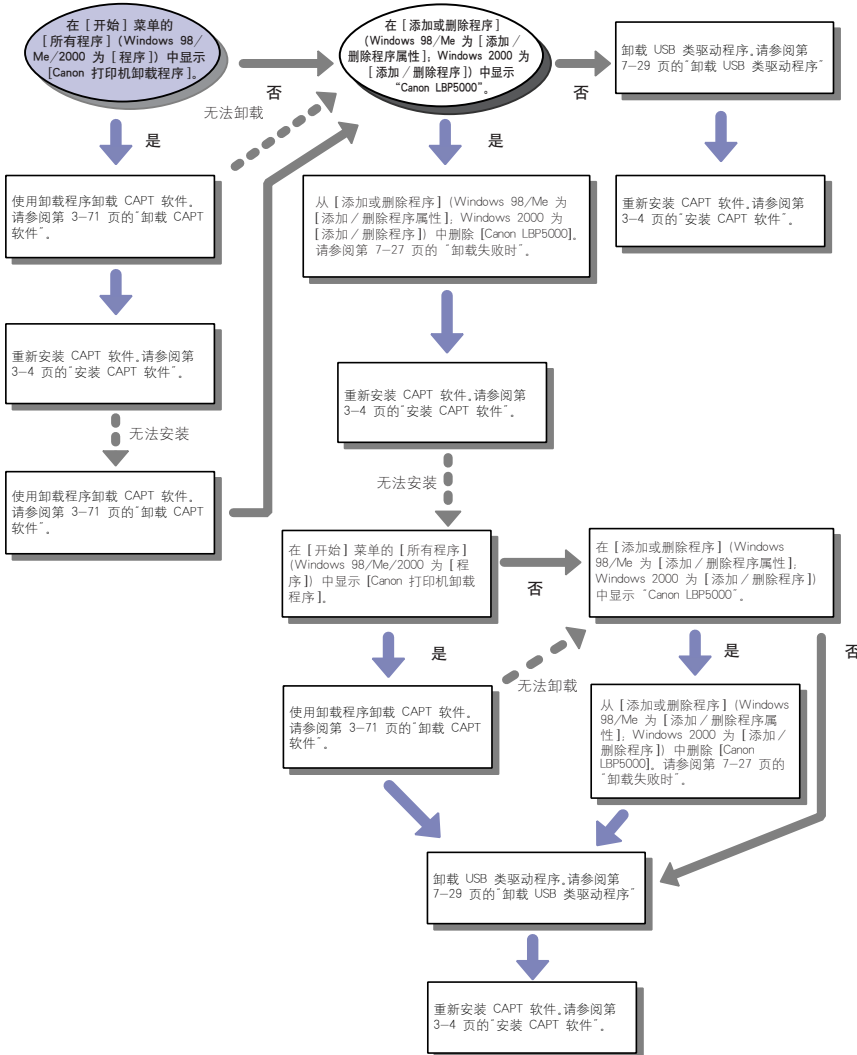 在 [开始] 菜单的
[所有程序] (Windows 98/
Me/2000 为 [程序]) 中显示
[Canon 打印机卸载程序]。
否
无法卸载
是
在 [添加或删除程序]
(Windows 98/Me 为 [添加/
删除程序属性]; Windows 2000 为
[添加/删除程序]) 中显示
“Canon LBP5000”。
否
是
卸载 USB 类驱动程序。请参阅第
7-29 页的“卸载 USB 类驱动程序”
重新安装 CAPT 软件。请参阅第
3-4 页的“安装 CAPT 软件”。
使用卸载程序卸载 CAPT 软件。
请参阅第 3-71 页的“卸载 CAPT
软件”。
从 [添加或删除程序] (Windows 98/Me 为
[添加/删除程序属性]; Windows 2000 为
[添加/删除程序]) 中删除 [Canon LBP5000]。
请参阅第 7-27 页的 “卸载失败时”。
重新安装 CAPT 软件。请参阅第
3-4 页的“安装 CAPT 软件”。
无法安装
使用卸载程序卸载 CAPT 软件。
请参阅第 3-71 页的“卸载 CAPT
软件”。
重新安装 CAPT 软件。请参阅第
3-4 页的“安装 CAPT 软件”。
无法安装
在 [开始] 菜单的 [所有程序]
(Windows 98/Me/2000 为 [程
序]) 中显示 [Canon 打印机卸载
程序]。
否
是
无法卸载
在 [添加或删除程序] (Windows
98/Me 为 [添加/删除程序属性];
Windows 2000 为 [添加/删除程序])
中显示 “Canon LBP5000”。
是
否
使用卸载程序卸载 CAPT 软件。
请参阅第 3-71 页的“卸载 CAPT
软件”。
从 [添加或删除程序] (Windows
98/Me 为 [添加/删除程序属
性]; Windows 2000 为 [添加/
删除程序]) 中删除 [Canon
LBP5000]。请参阅第 7-27 页的
“卸载失败时”。
卸载 USB 类驱动程序。请参阅第
7-29 页的“卸载 USB 类驱动程序”
重新安装 CAPT 软件。请参阅第
3-4 页的“安装 CAPT 软件”。